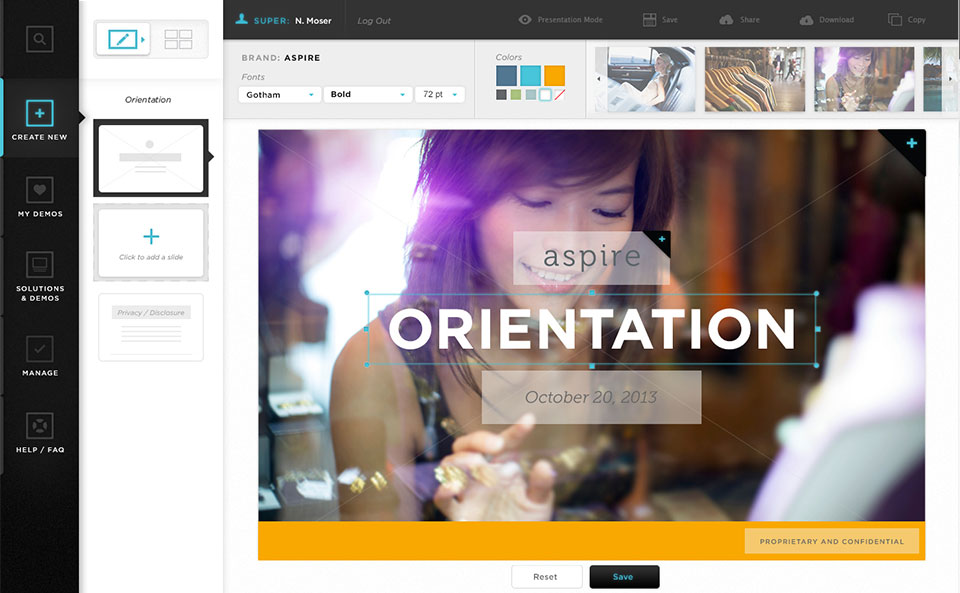 SUPER: N. Moser
Log Out
Presentation Mode
Save
Share
Download
Copy
CREATE NEW
MY DEMOS
SOLUTIONS
& DEMOS
MANAGE
HELP / FAQ
Orientation
Click to add a slide
Privacy / Disclosure
BRAND: ASPIRE
Fonts
Gotham
Bold
72 pt
Colors
aspire
ORIENTATION
October 20, 2013
PROPRIETARY AND CONFIDENTIAL
Reset
Save